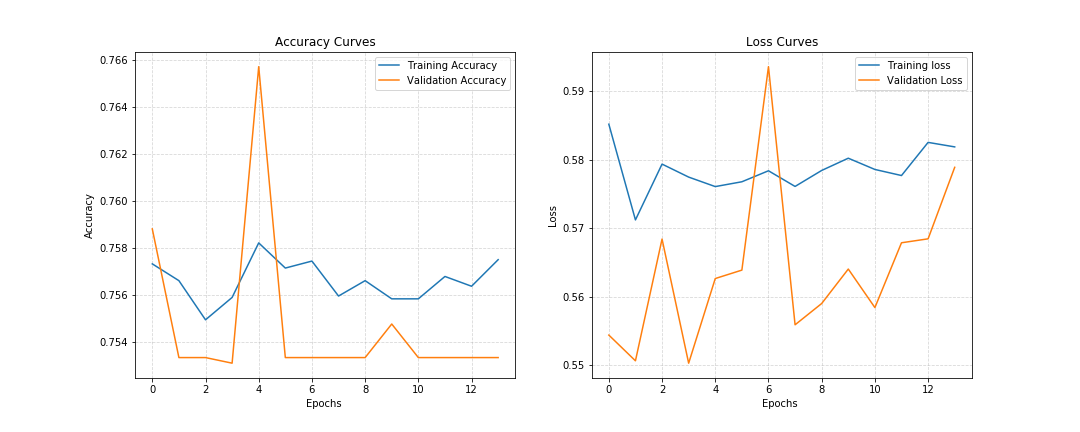 Accuracy Curves
Training Accuracy
Validation Accuracy
0.766
0.764
0.762
0.760
0.758
0.756
0.754
Accuracy
0 2 4 6 8 10 12
Epochs
Loss Curves
Training loss
Validation Loss
0.59
0.58
0.57
0.56
0.55
Loss
0 2 4 6 8 10 12
Epochs